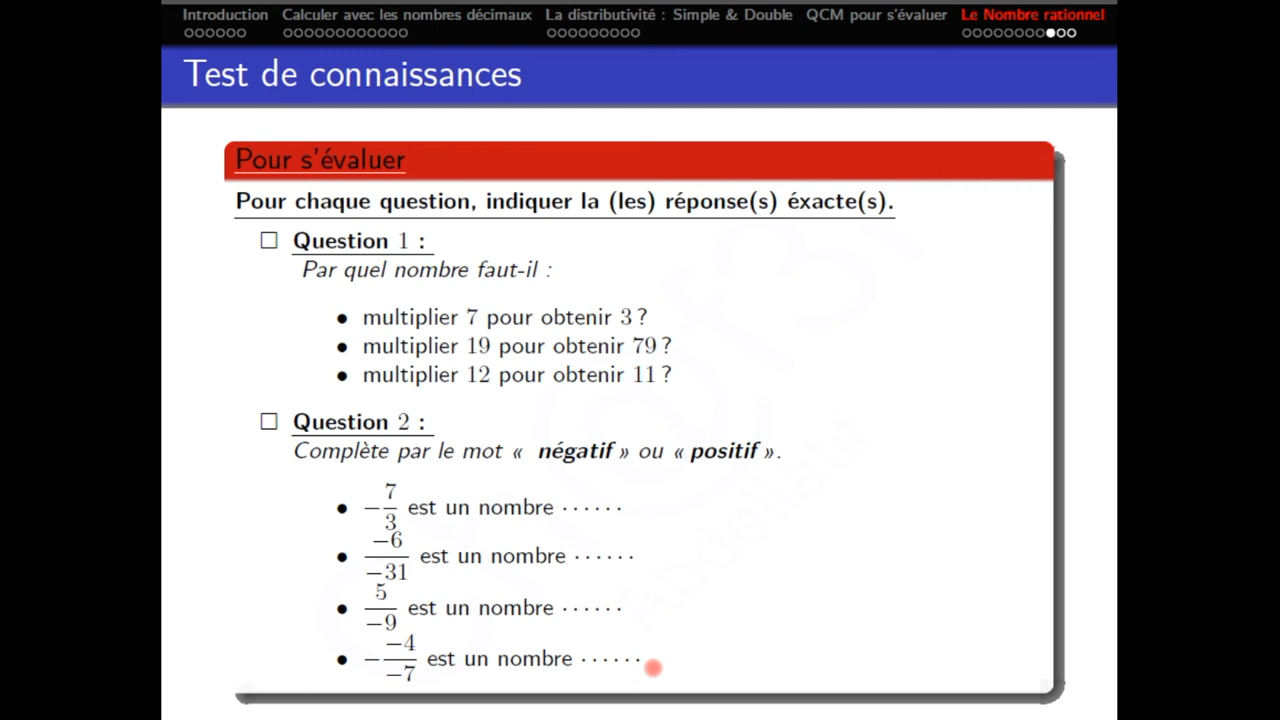 Introduction Calculer avec les nombres décimaux La distributivité : Simple & Double QCM pour s'évaluer Le Nombre rationnel
Test de connaissances
Pour s'évaluer
Pour chaque question, indiquer la (les) réponse(s) éxacte(s).
Question 1 :
Par quel nombre faut-il :
• multiplier 7 pour obtenir 3 ?
• multiplier 19 pour obtenir 79 ?
• multiplier 12 pour obtenir 11 ?
Question 2 :
Complète par le mot « négatif » ou « positif ».
• −7/3 est un nombre ······
• −6/−31 est un nombre ······
• 5/−9 est un nombre ······
• −−4/−7 est un nombre ······